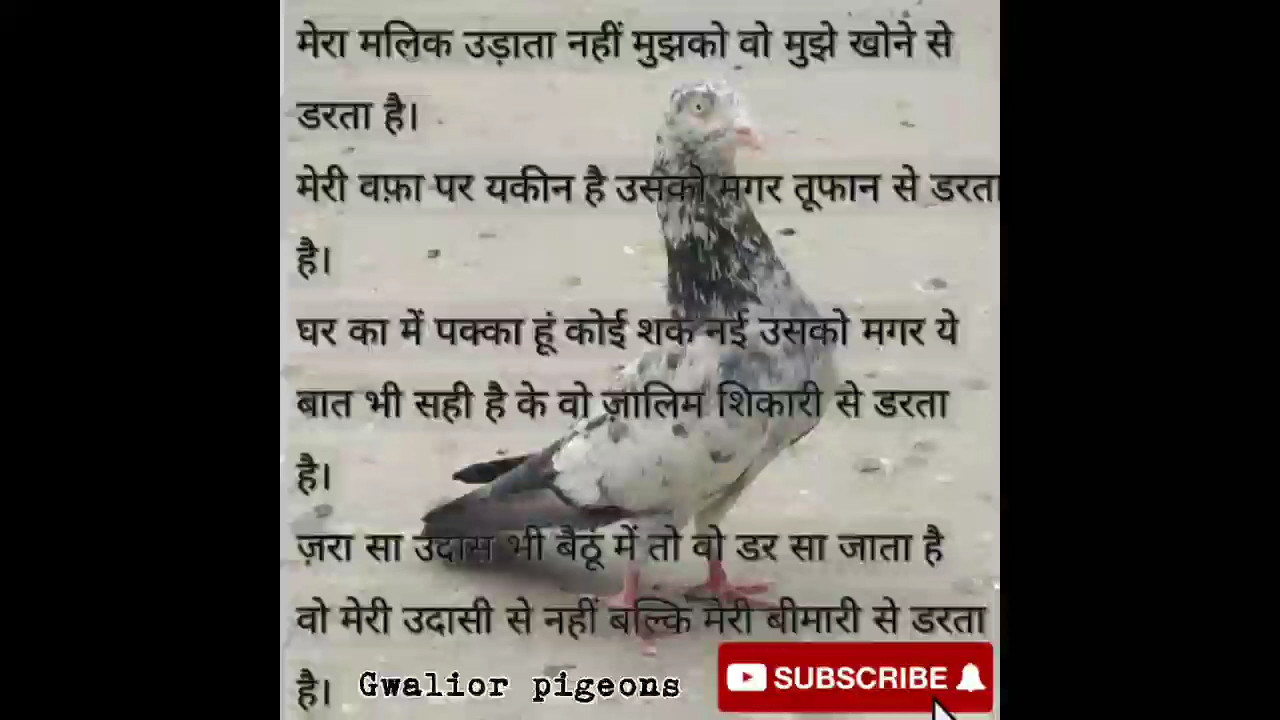 मेरा मलिक उड़ाता नहीं मुझको वो मुझे खोने से
डरता है।
मेरी वफ़ा पर यकीन है उसको मगर तूफान से डरता
है।
घर का में पक्का हूं कोई शक नई उसको मगर ये
बात भी सही है के वो ज़ालिम शिकारी से डरता
है।
ज़रा सा उदास भी बैठूं में तो वो डर सा जाता है
वो मेरी उदासी से नहीं बल्कि मेरी बीमारी से डरता
है।
Gwalior pigeons
SUBSCRIBE